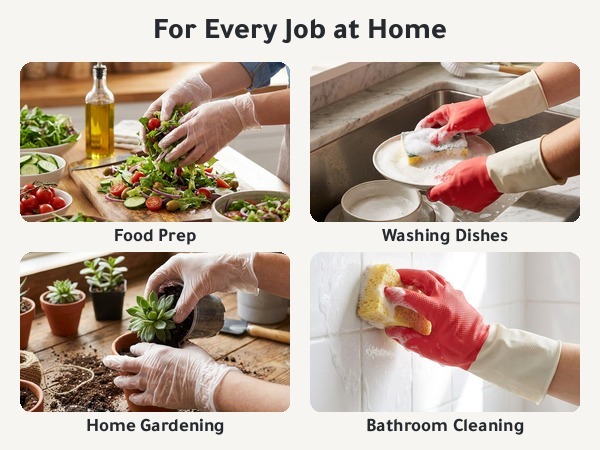 For Every Job at Home
Food Prep
Washing Dishes
Home Gardening
Bathroom Cleaning